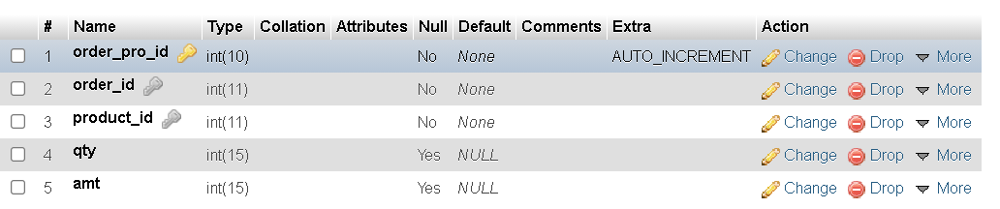 # Name Type Collation Attributes Null Default Comments Extra Action
1 order_pro_id int(10) No None AUTO_INCREMENT Change Drop More
2 order_id int(11) No None Change Drop More
3 product_id int(11) No None Change Drop More
4 qty int(15) Yes NULL Change Drop More
5 amt int(15) Yes NULL Change Drop More